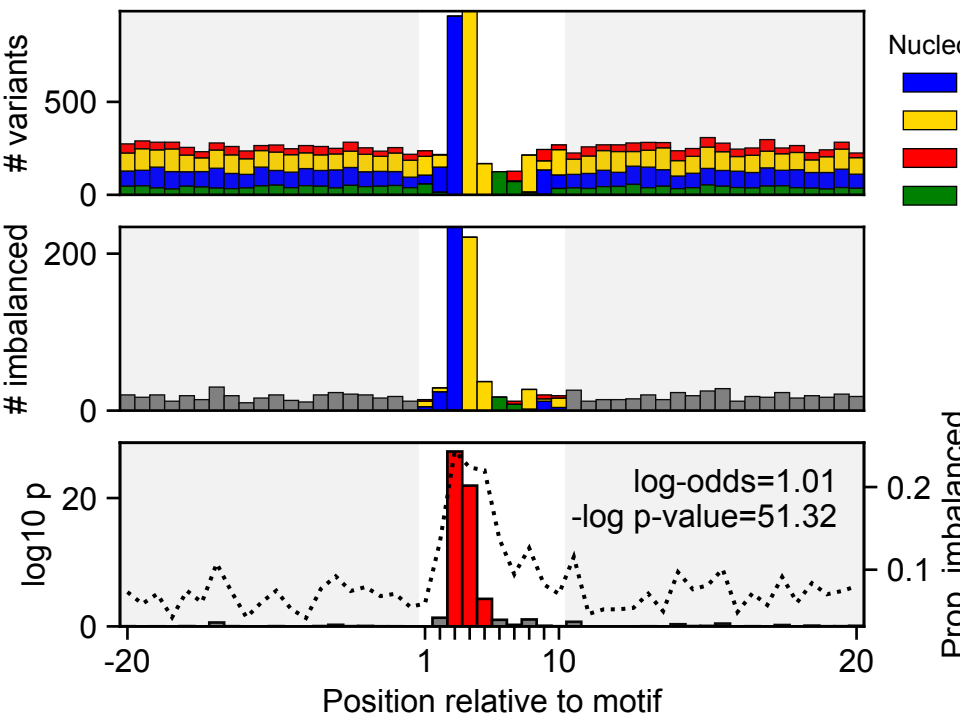 # variants
500
0
Nucleo
# imbalanced
200
0
log10 p
20
0
log-odds=1.01
-log p-value=51.32
0.2
0.1
Prop. imbalanced
-20
1
10
20
Position relative to motif